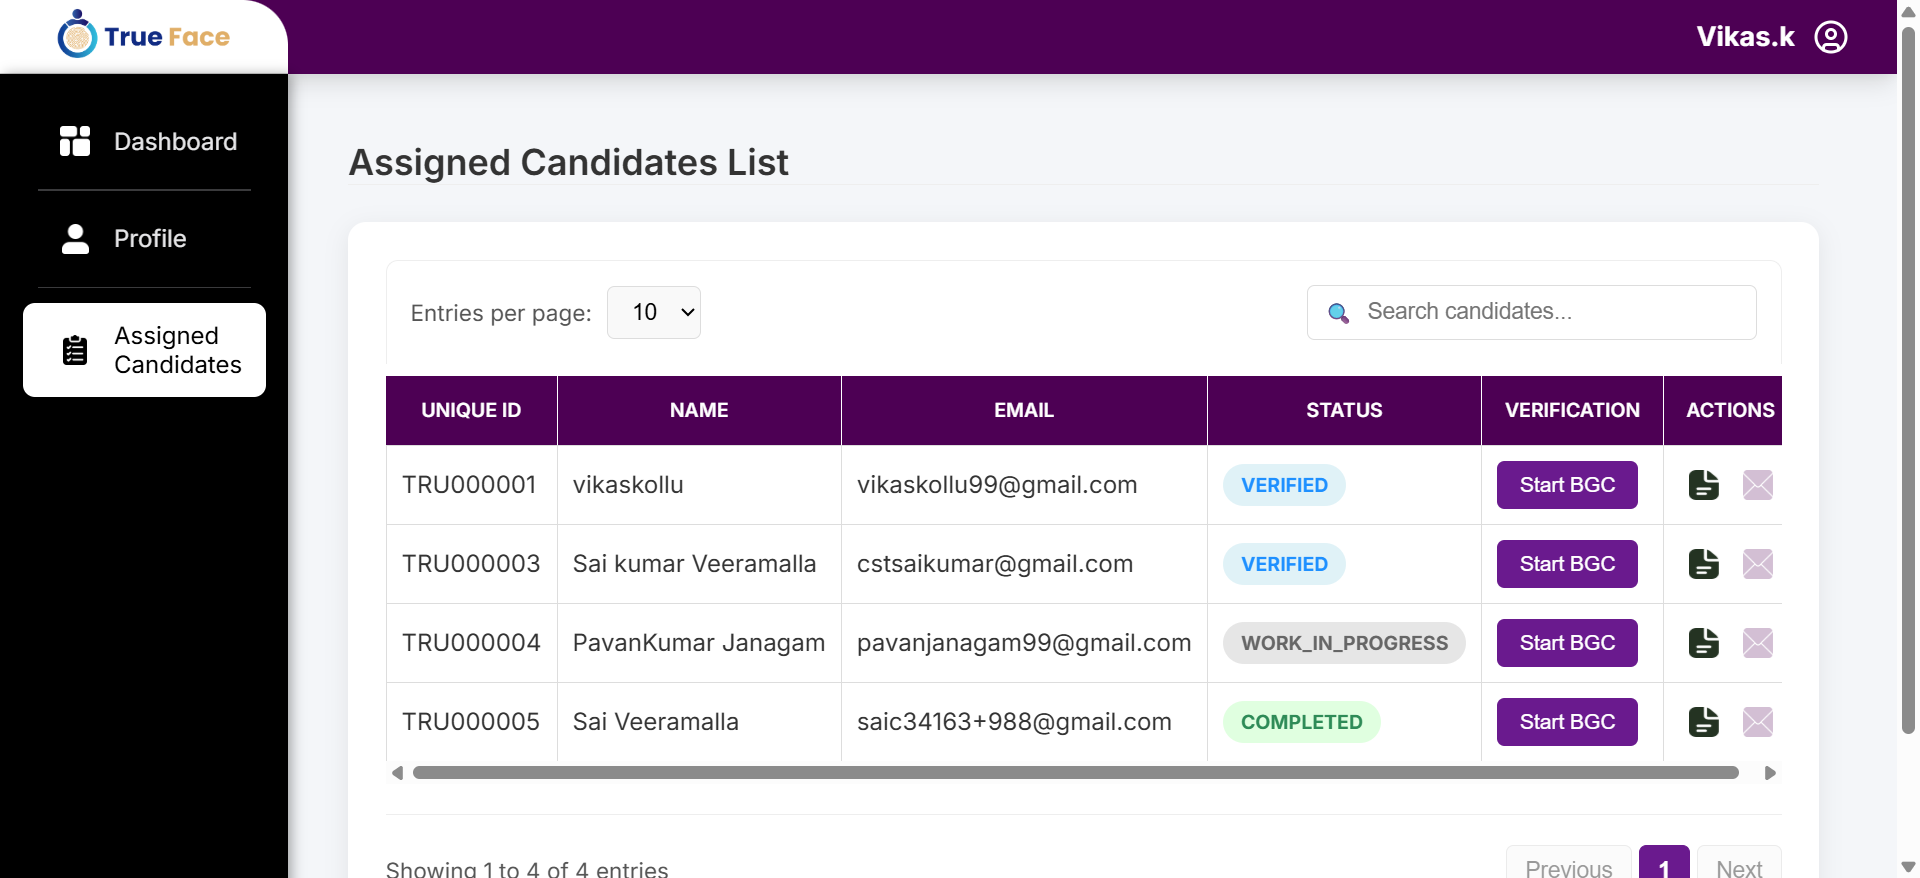 True Face
Vikas.k
Dashboard
Profile
Assigned
Candidates
Assigned Candidates List
Entries per page: 10
Search candidates...
UNIQUE ID NAME EMAIL STATUS VERIFICATION ACTIONS
TRU000001 vikaskollu vikaskollu99@gmail.com VERIFIED Start BGC
TRU000003 Sai kumar Veeramalla cstsaikumar@gmail.com VERIFIED Start BGC
TRU000004 PavanKumar Janagam pavanjanagam99@gmail.com WORK_IN_PROGRESS Start BGC
TRU000005 Sai Veeramalla saic34163+988@gmail.com COMPLETED Start BGC
Showing 1 to 4 of 4 entries
Previous 1 Next